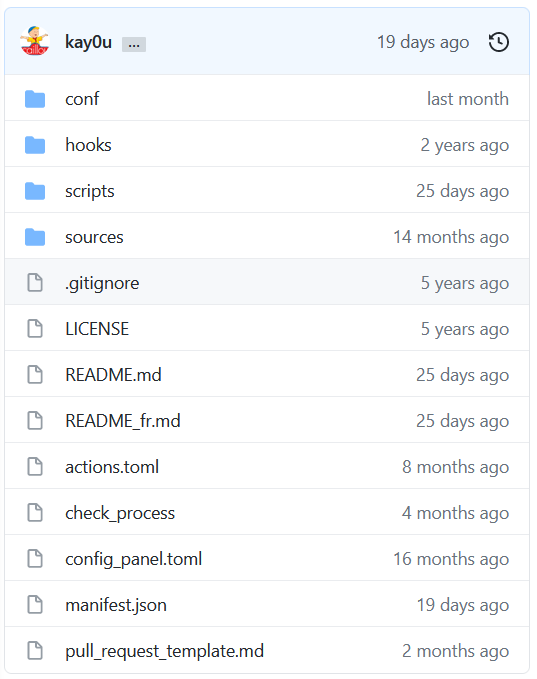 kay0u ... 19 days ago
conf last month
hooks 2 years ago
scripts 25 days ago
sources 14 months ago
.gitignore 5 years ago
LICENSE 5 years ago
README.md 25 days ago
README_fr.md 25 days ago
actions.toml 8 months ago
check_process 4 months ago
config_panel.toml 16 months ago
manifest.json 19 days ago
pull_request_template.md 2 months ago